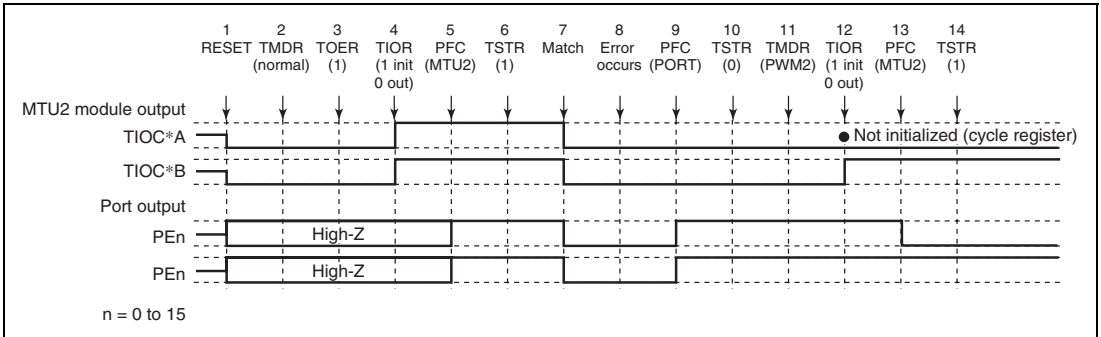 1 2 3 4 5 6 7 8 9 10 11 12 13 14
RESET TMDR TOER TIOR PFC TSTR Match Error PFC TSTR TMDR TIOR PFC TSTR
(normal) (1) (1 init (MTU2) (1) occurs (PORT) (0) (PWM2) (1 init (MTU2) (1)
0 out) 0 out)
MTU2 module output
TIOC*A Not initialized (cycle register)
TIOC*B
Port output
PEn High-Z
PEn High-Z
n = 0 to 15